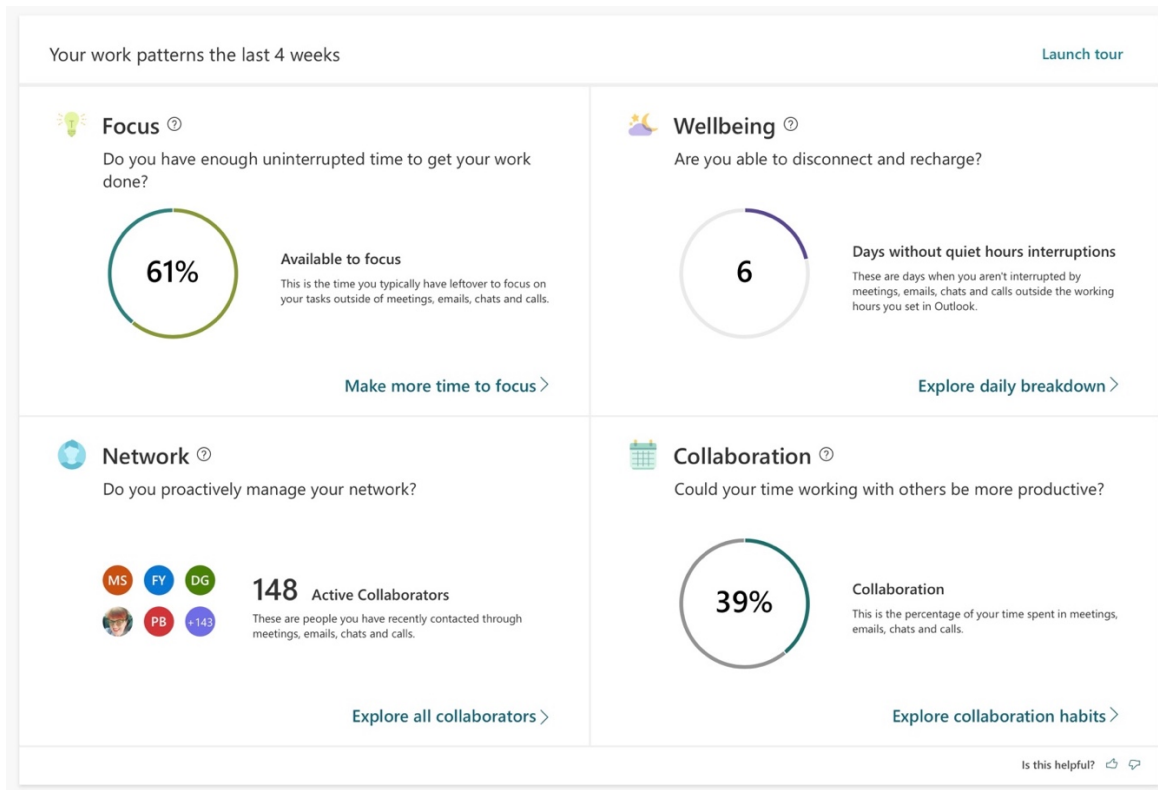 Your work patterns the last 4 weeks
Launch tour
Focus ?
Do you have enough uninterrupted time to get your work
done?
61%
Available to focus
This is the time you typically have leftover to focus on
your tasks outside of meetings, emails, chats and calls.
Make more time to focus >
Wellbeing ?
Are you able to disconnect and recharge?
6
Days without quiet hours interruptions
These are days when you aren't interrupted by
meetings, emails, chats and calls outside the working
hours you set in Outlook.
Explore daily breakdown >
Network ?
Do you proactively manage your network?
MS FY DG
PB +143
148 Active Collaborators
These are people you have recently contacted through
meetings, emails, chats and calls.
Explore all collaborators >
Collaboration ?
Could your time working with others be more productive?
39%
Collaboration
This is the percentage of your time spent in meetings,
emails, chats and calls.
Explore collaboration habits >
Is this helpful?